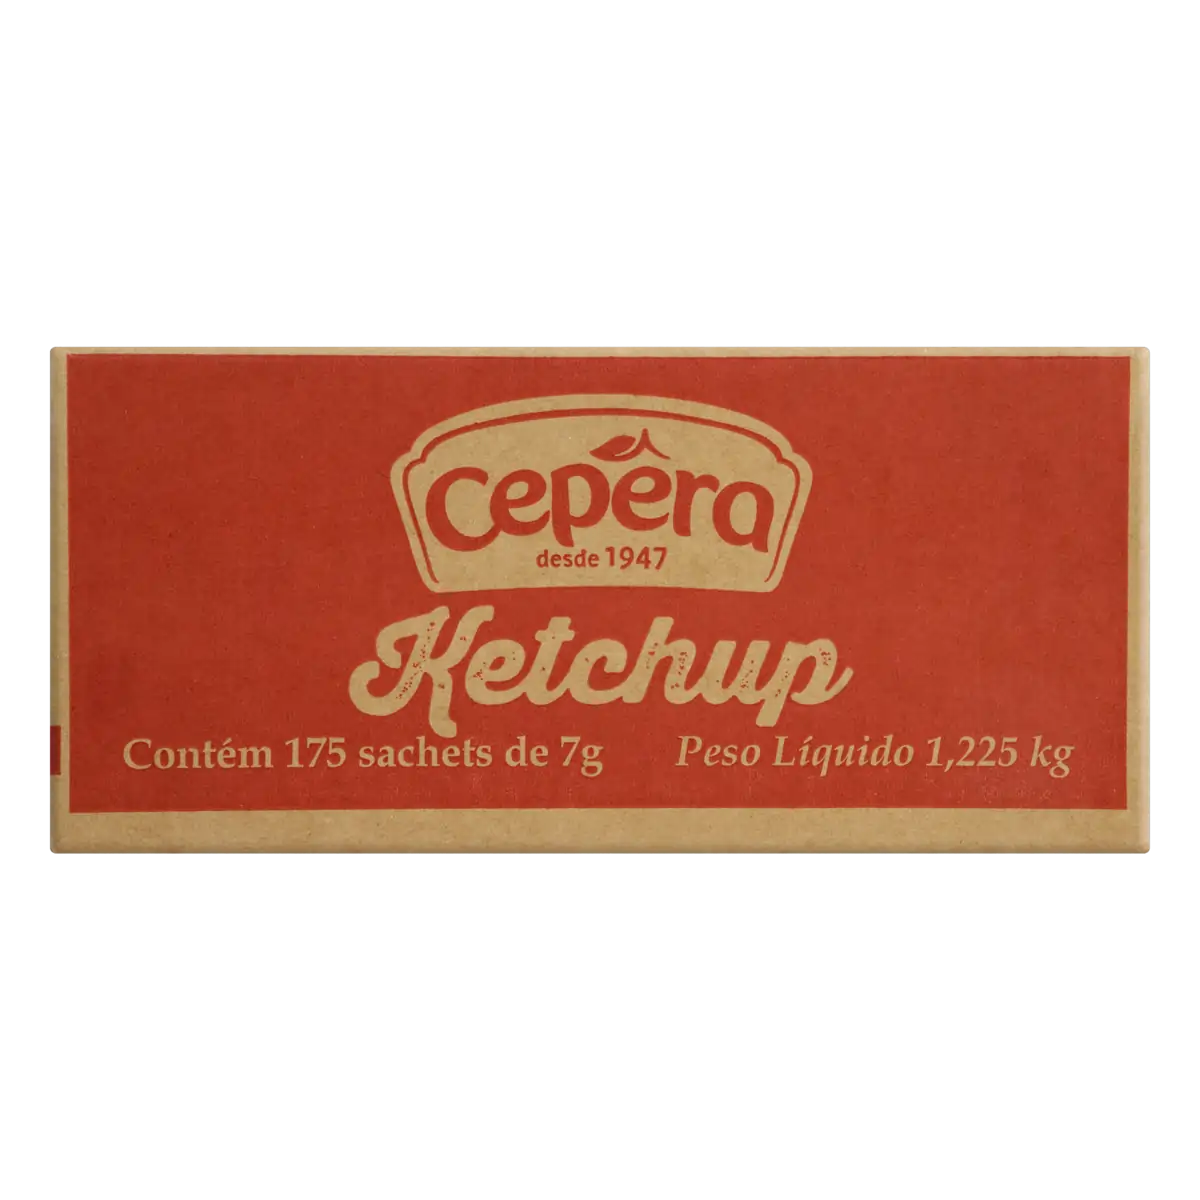 Cepêra
desde 1947
Ketchup
Contém 175 sachets de 7g
Peso Líquido 1,225 kg